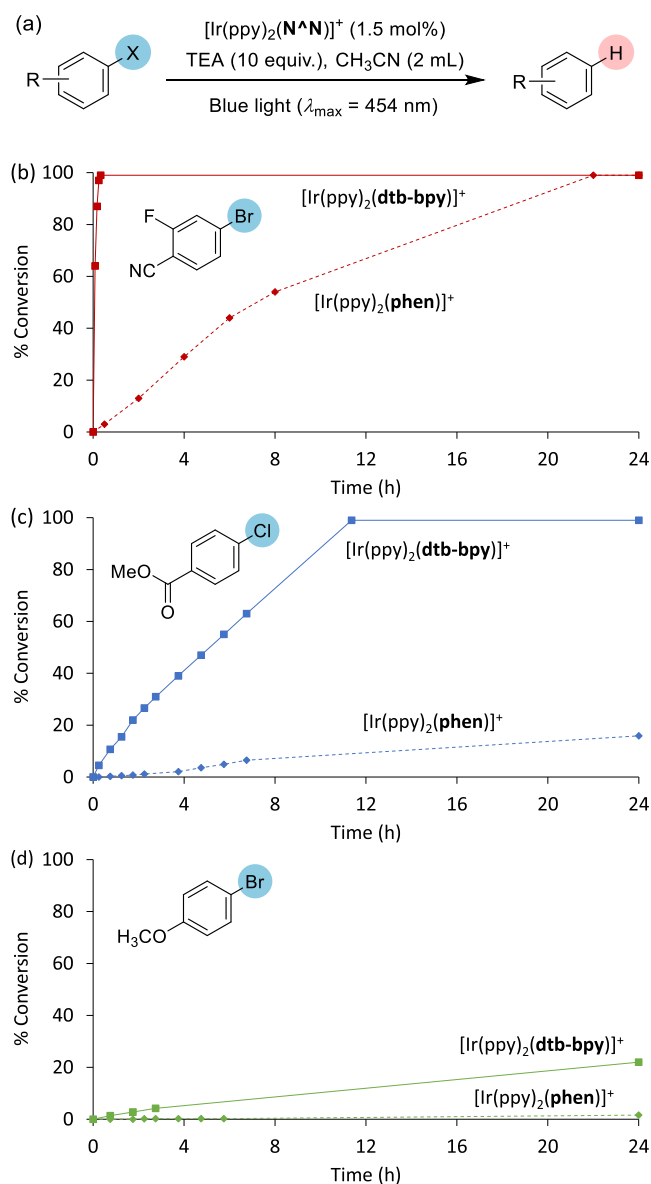 (a)
X
R
[Ir(ppy)₂(N^N)]⁺ (1.5 mol%)
TEA (10 equiv.), CH₃CN (2 mL)
Blue light (λmax = 454 nm)
H
R
(b)
% Conversion
100
80
60
40
20
0
F
Br
NC
[Ir(ppy)₂(dtb-bpy)]⁺
[Ir(ppy)₂(phen)]⁺
0 4 8 12 16 20 24
Time (h)
(c)
% Conversion
100
80
60
40
20
0
Cl
MeO
O
[Ir(ppy)₂(dtb-bpy)]⁺
[Ir(ppy)₂(phen)]⁺
0 4 8 12 16 20 24
Time (h)
(d)
% Conversion
100
80
60
40
20
0
Br
H₃CO
[Ir(ppy)₂(dtb-bpy)]⁺
[Ir(ppy)₂(phen)]⁺
0 4 8 12 16 20 24
Time (h)